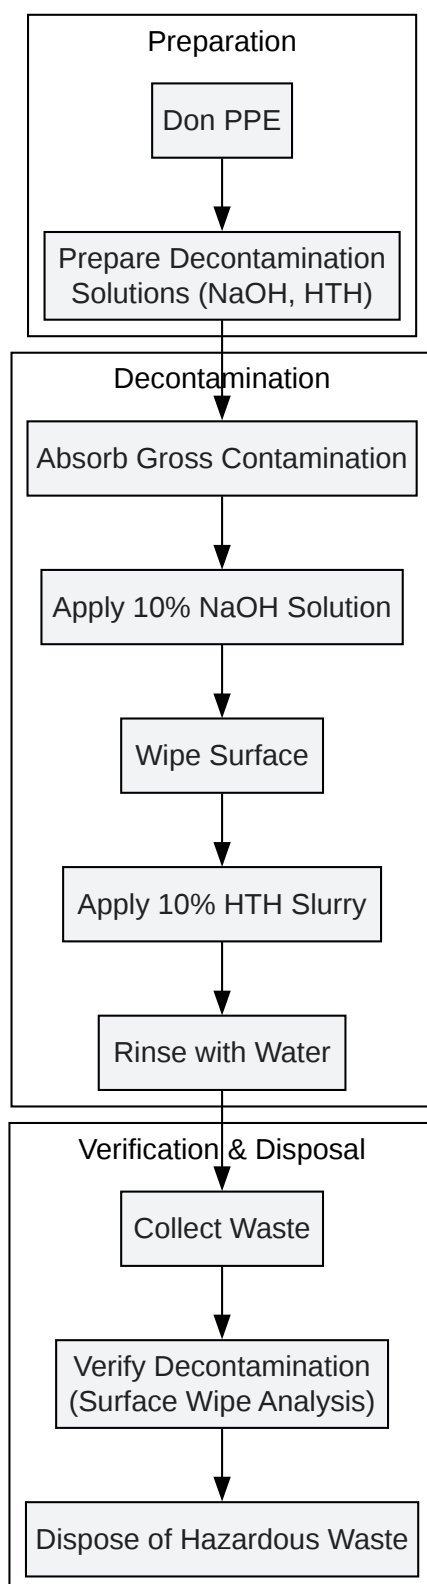 Preparation
Don PPE
Prepare Decontamination
Solutions (NaOH, HTH)
Decontamination
Absorb Gross Contamination
Apply 10% NaOH Solution
Wipe Surface
Apply 10% HTH Slurry
Rinse with Water
Verification & Disposal
Collect Waste
Verify Decontamination
(Surface Wipe Analysis)
Dispose of Hazardous Waste